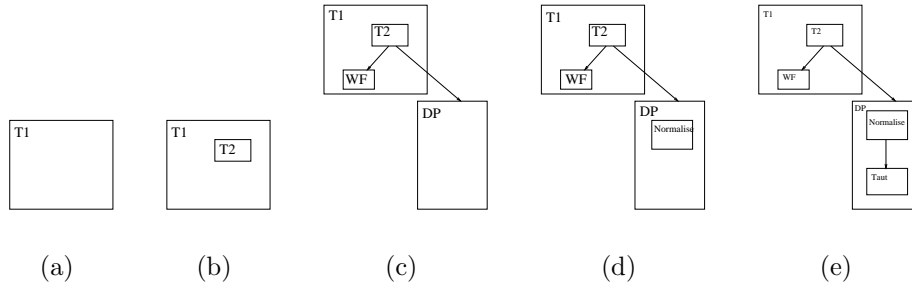 T1
T1
T2
T1
T2
WF
DP
T1
T2
WF
DP
Normalise
T1
T2
WF
DP
Normalise
Taut
(a)
(b)
(c)
(d)
(e)